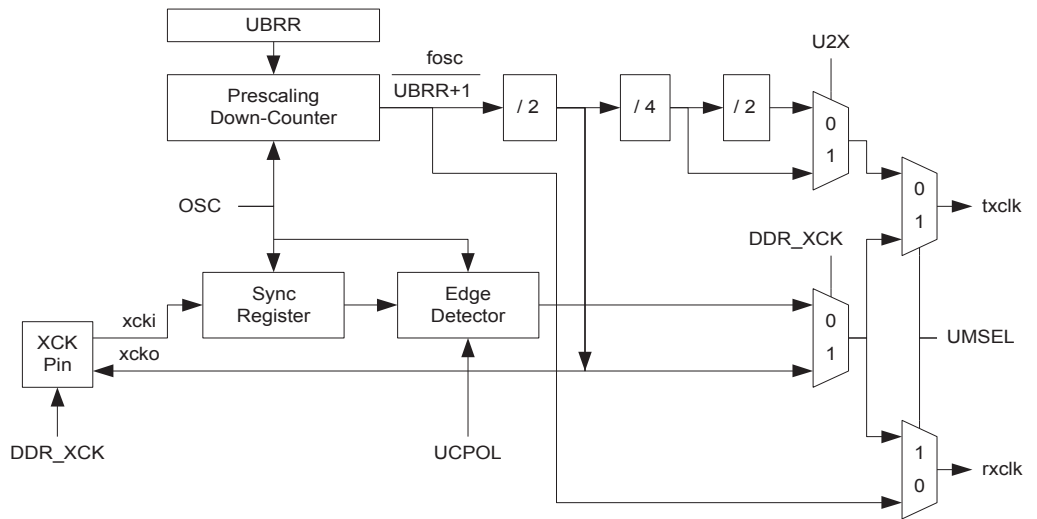 UBRR
U2X
fosc
UBRR+1
Prescaling
Down-Counter
/ 2
/ 4
/ 2
0
1
OSC
0
1
txclk
DDR_XCK
Sync
Register
Edge
Detector
xcki
0
1
UMSEL
XCK
Pin
xcko
DDR_XCK
UCPOL
1
0
rxclk